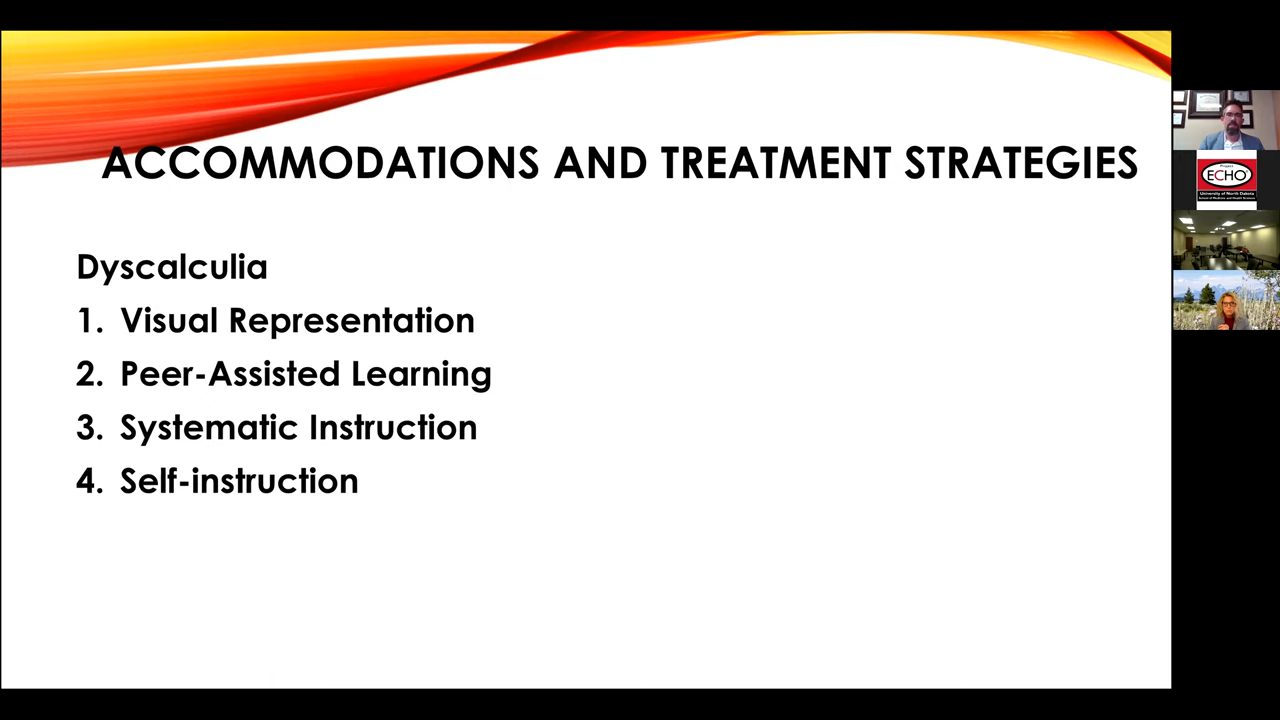 ACCOMMODATIONS AND TREATMENT STRATEGIES
Dyscalculia
1. Visual Representation
2. Peer-Assisted Learning
3. Systematic Instruction
4. Self-instruction
Project
ECHO
University of North Dakota
School of Medicine and Health Sciences